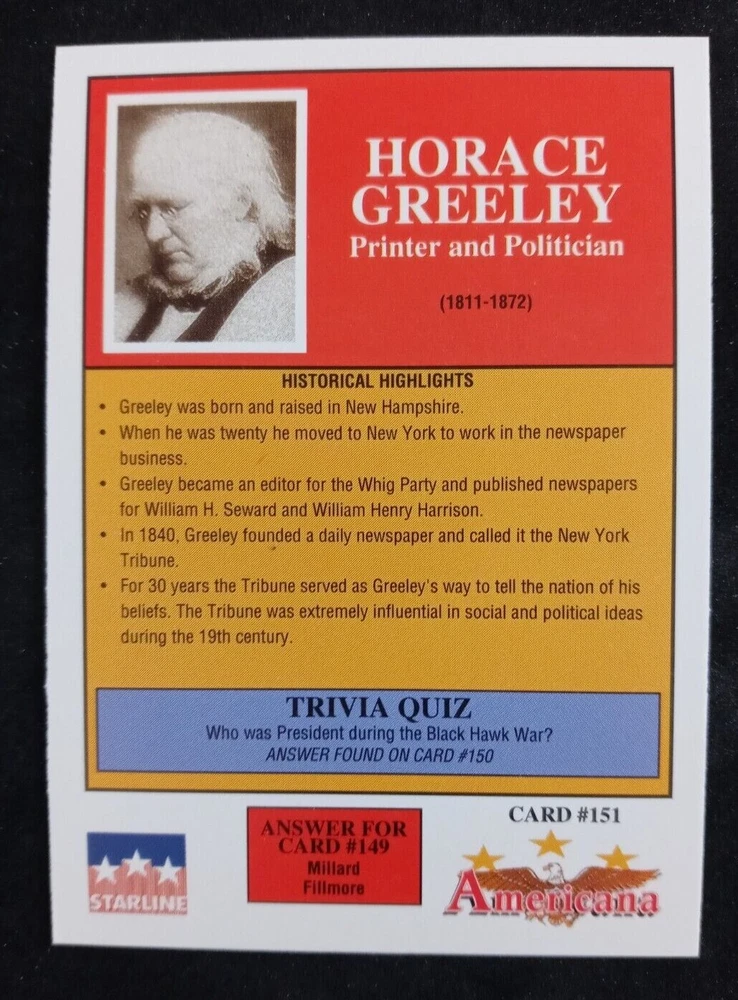 HORACE
GREELEY
Printer and Politician
(1811-1872)
HISTORICAL HIGHLIGHTS
• Greeley was born and raised in New Hampshire.
• When he was twenty he moved to New York to work in the newspaper
business.
• Greeley became an editor for the Whig Party and published newspapers
for William H. Seward and William Henry Harrison.
• In 1840, Greeley founded a daily newspaper and called it the New York
Tribune.
• For 30 years the Tribune served as Greeley's way to tell the nation of his
beliefs. The Tribune was extremely influential in social and political ideas
during the 19th century.
TRIVIA QUIZ
Who was President during the Black Hawk War?
ANSWER FOUND ON CARD #150
STARLINE
ANSWER FOR
CARD #149
Millard
Fillmore
CARD #151
Americana